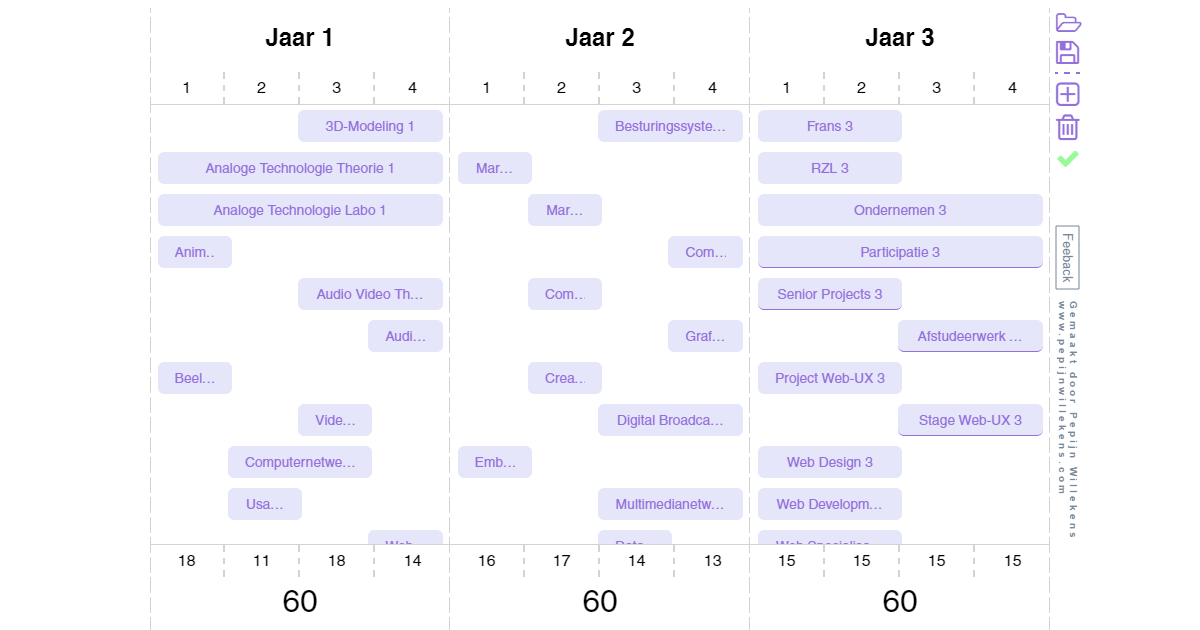 Jaar 1
Jaar 2
Jaar 3
1 2 3 4 1 2 3 4 1 2 3 4
3D-Modeling 1 Besturingssyste... Frans 3
Analoge Technologie Theorie 1 Mar... RZL 3
Analoge Technologie Labo 1 Mar... Ondernemen 3
Anim.. Com... Participatie 3
Audio Video Th... Com... Senior Projects 3
Audi... Graf... Afstudeerwerk ...
Beel... Crea... Project Web-UX 3
Vide... Digital Broadca... Stage Web-UX 3
Computernetwe... Emb... Web Design 3
Usa... Multimedianetw... Web Developm...
18 11 18 14 16 17 14 13 15 15 15 15
60 60 60
Feeback
Gemaakt door Pepijn Willekens
www.pepijnwillekens.com